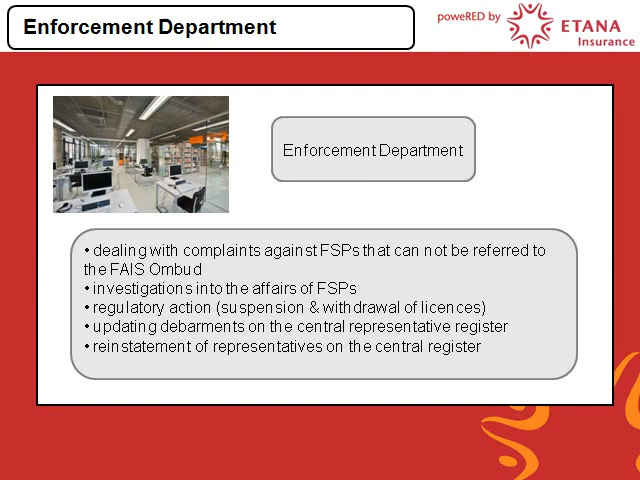 Enforcement Department
poweRED by
ETANA
Insurance
Enforcement Department
• dealing with complaints against FSPs that can not be referred to
the FAIS Ombud
• investigations into the affairs of FSPs
• regulatory action (suspension & withdrawal of licences)
• updating debarments on the central representative register
• reinstatement of representatives on the central register